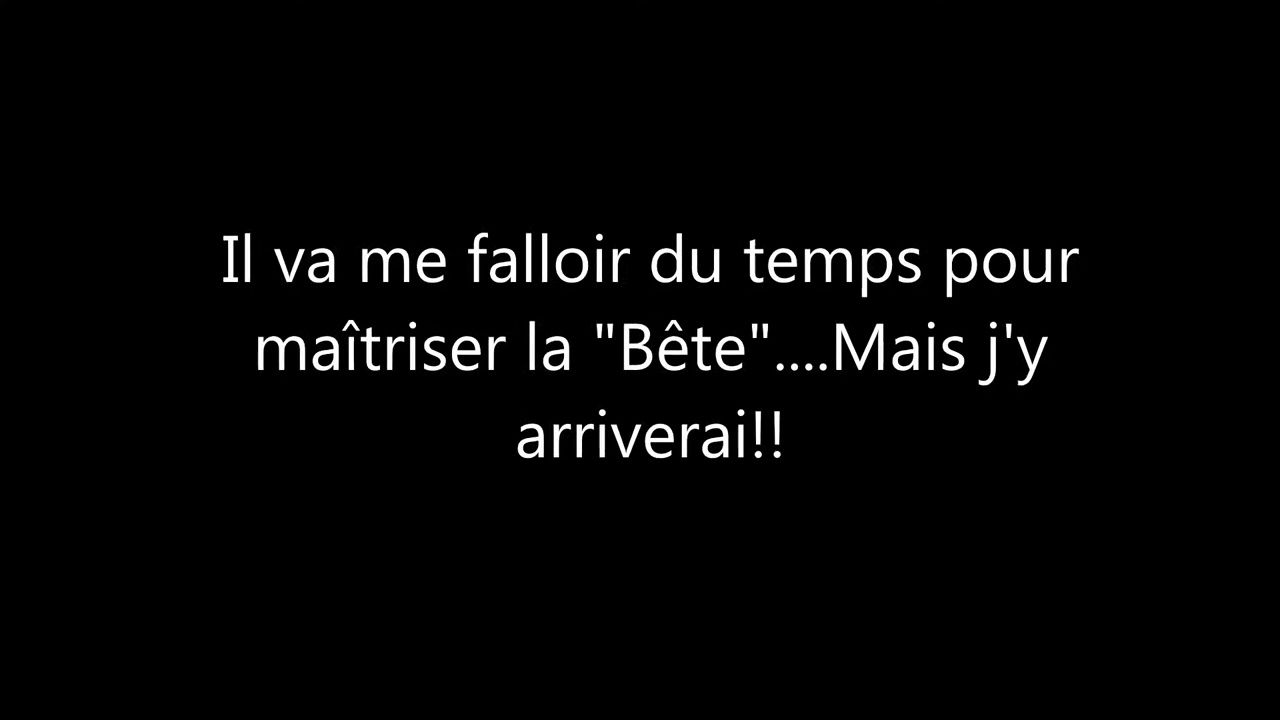 Il va me falloir du temps pour
maîtriser la "Bête"....Mais j'y
arriverai!!